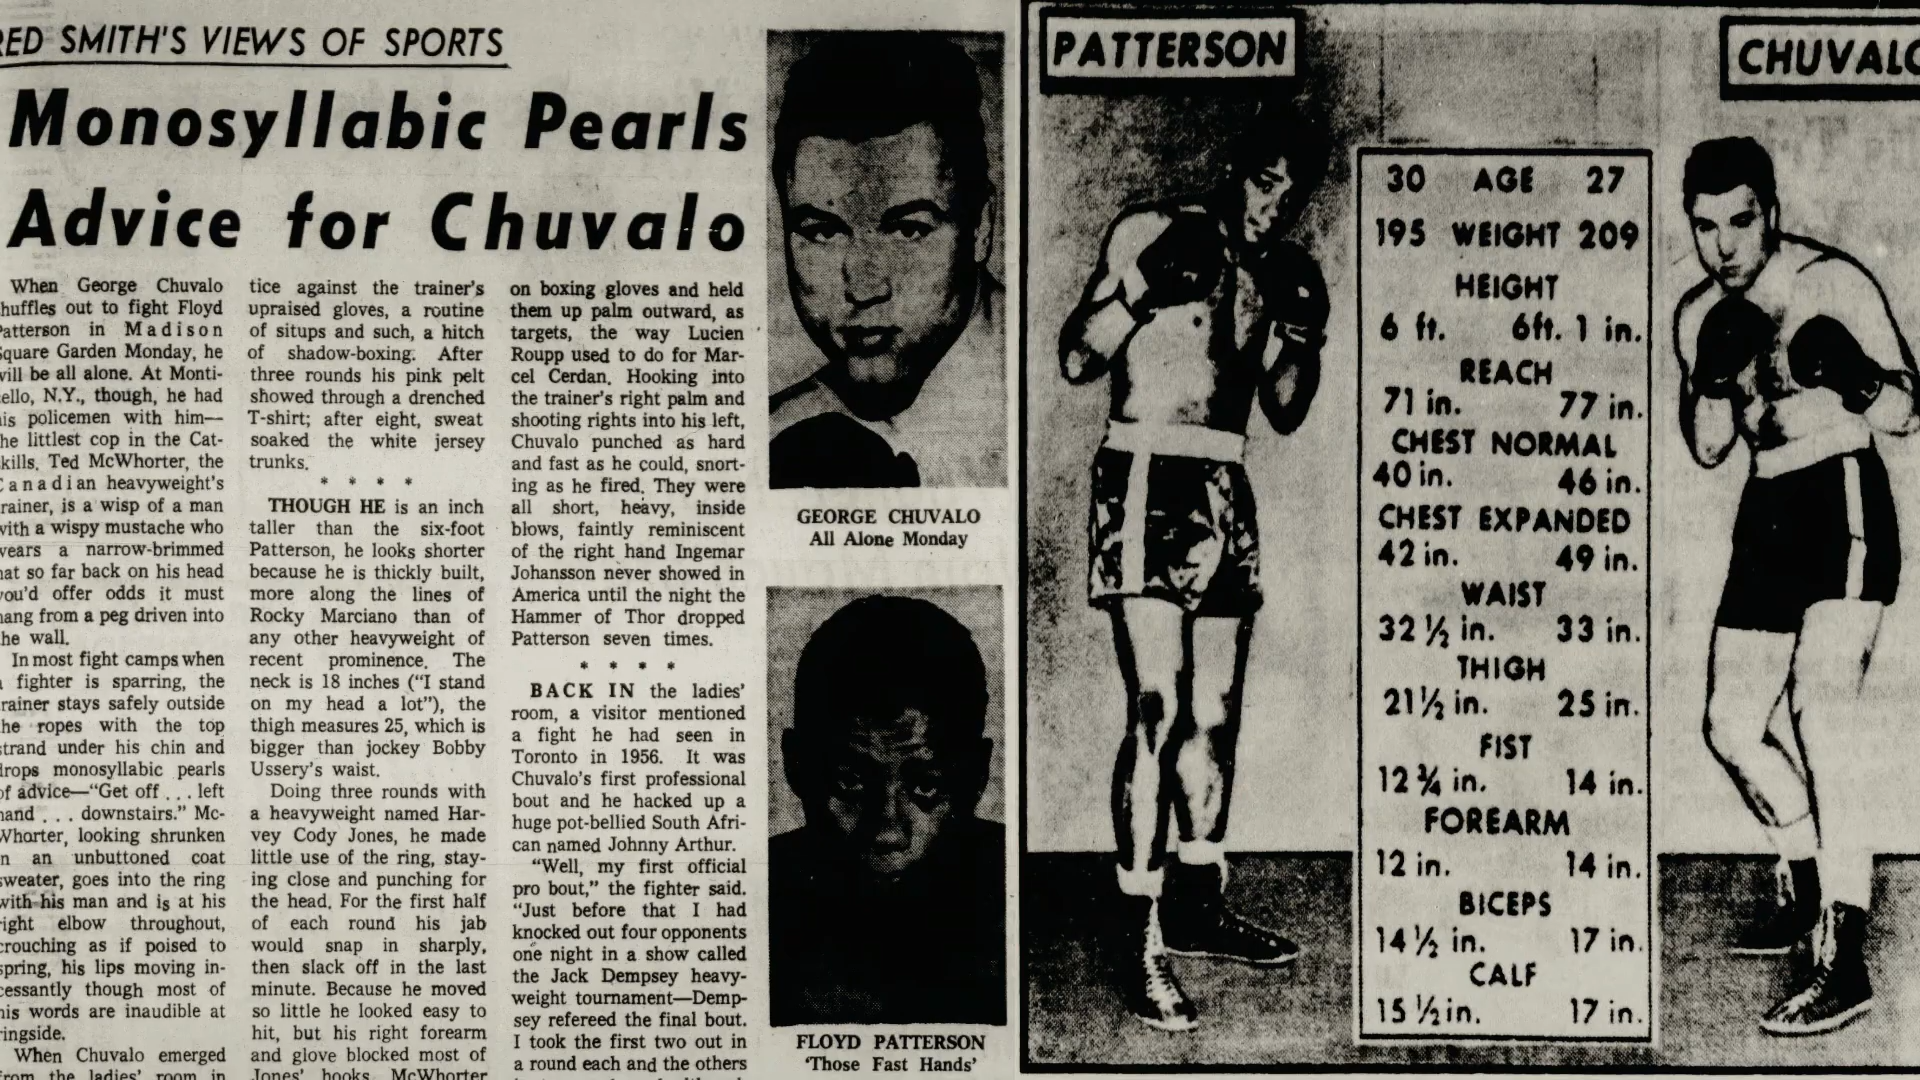 RED SMITH'S VIEWS OF SPORTS
Monosyllabic Pearls
Advice for Chuvalo
When George Chuvalo
huffles out to fight Floyd
Patterson in Madison
Square Garden Monday, he
will be all alone. At Monti-
ello, N.Y., though, he had
is policemen with him—
he littlest cop in the Cat-
kills. Ted McWhorter, the
Canadian heavyweight's
rainer, is a wisp of a man
with a wispy mustache who
wears a narrow-brimmed
hat so far back on his head
you'd offer odds it must
hang from a peg driven into
he wall.
In most fight camps when
a fighter is sparring, the
rainer stays safely outside
he ropes with the top
strand under his chin and
drops monosyllabic pearls
of advice—“Get off . . . left
hand . . . downstairs.” Mc-
Whorter, looking shrunken
in an unbuttoned coat
sweater, goes into the ring
with his man and is at his
right elbow throughout,
crouching as if poised to
spring, his lips moving in-
cessantly though most of
his words are inaudible at
ringside.
When Chuvalo emerged
from the ladies' room in
tice against the trainer's
upraised gloves, a routine
of situps and such, a hitch
of shadow-boxing. After
three rounds his pink pelt
showed through a drenched
T-shirt; after eight, sweat
soaked the white jersey
trunks.
* * * *
THOUGH HE is an inch
taller than the six-foot
Patterson, he looks shorter
because he is thickly built,
more along the lines of
Rocky Marciano than of
any other heavyweight of
recent prominence. The
neck is 18 inches (“I stand
on my head a lot”), the
thigh measures 25, which is
bigger than jockey Bobby
Ussery's waist.
Doing three rounds with
a heavyweight named Har-
vey Cody Jones, he made
little use of the ring, stay-
ing close and punching for
the head. For the first half
of each round his jab
would snap in sharply,
then slack off in the last
minute. Because he moved
so little he looked easy to
hit, but his right forearm
and glove blocked most of
Jones' hooks. McWhorter
on boxing gloves and held
them up palm outward, as
targets, the way Lucien
Roupp used to do for Mar-
cel Cerdan. Hooking into
the trainer's right palm and
shooting rights into his left,
Chuvalo punched as hard
and fast as he could, snort-
ing as he fired. They were
all short, heavy, inside
blows, faintly reminiscent
of the right hand Ingemar
Johansson never showed in
America until the night the
Hammer of Thor dropped
Patterson seven times.
* * * *
BACK IN the ladies'
room, a visitor mentioned
a fight he had seen in
Toronto in 1956. It was
Chuvalo's first professional
bout and he hacked up a
huge pot-bellied South Afri-
can named Johnny Arthur.
“Well, my first official
pro bout,” the fighter said.
“Just before that I had
knocked out four opponents
one night in a show called
the Jack Dempsey heavy-
weight tournament—Demp-
sey refereed the final bout.
I took the first two out in
a round each and the others
GEORGE CHUVALO
All Alone Monday
FLOYD PATTERSON
'Those Fast Hands'
PATTERSON
CHUVALO
30 AGE 27
195 WEIGHT 209
HEIGHT
6 ft. 6ft. 1 in.
REACH
71 in. 77 in.
CHEST NORMAL
40 in. 46 in.
CHEST EXPANDED
42 in. 49 in.
WAIST
32 ½ in. 33 in.
THIGH
21½ in. 25 in.
FIST
12 ¾ in. 14 in.
FOREARM
12 in. 14 in.
BICEPS
14 ½ in. 17 in.
CALF
15 ½ in. 17 in.